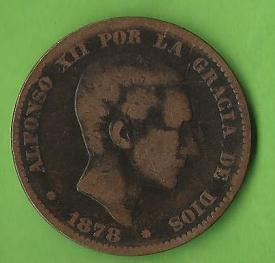 ALFONSO XII POR LA GRACIA DE DIOS
* 1878 *